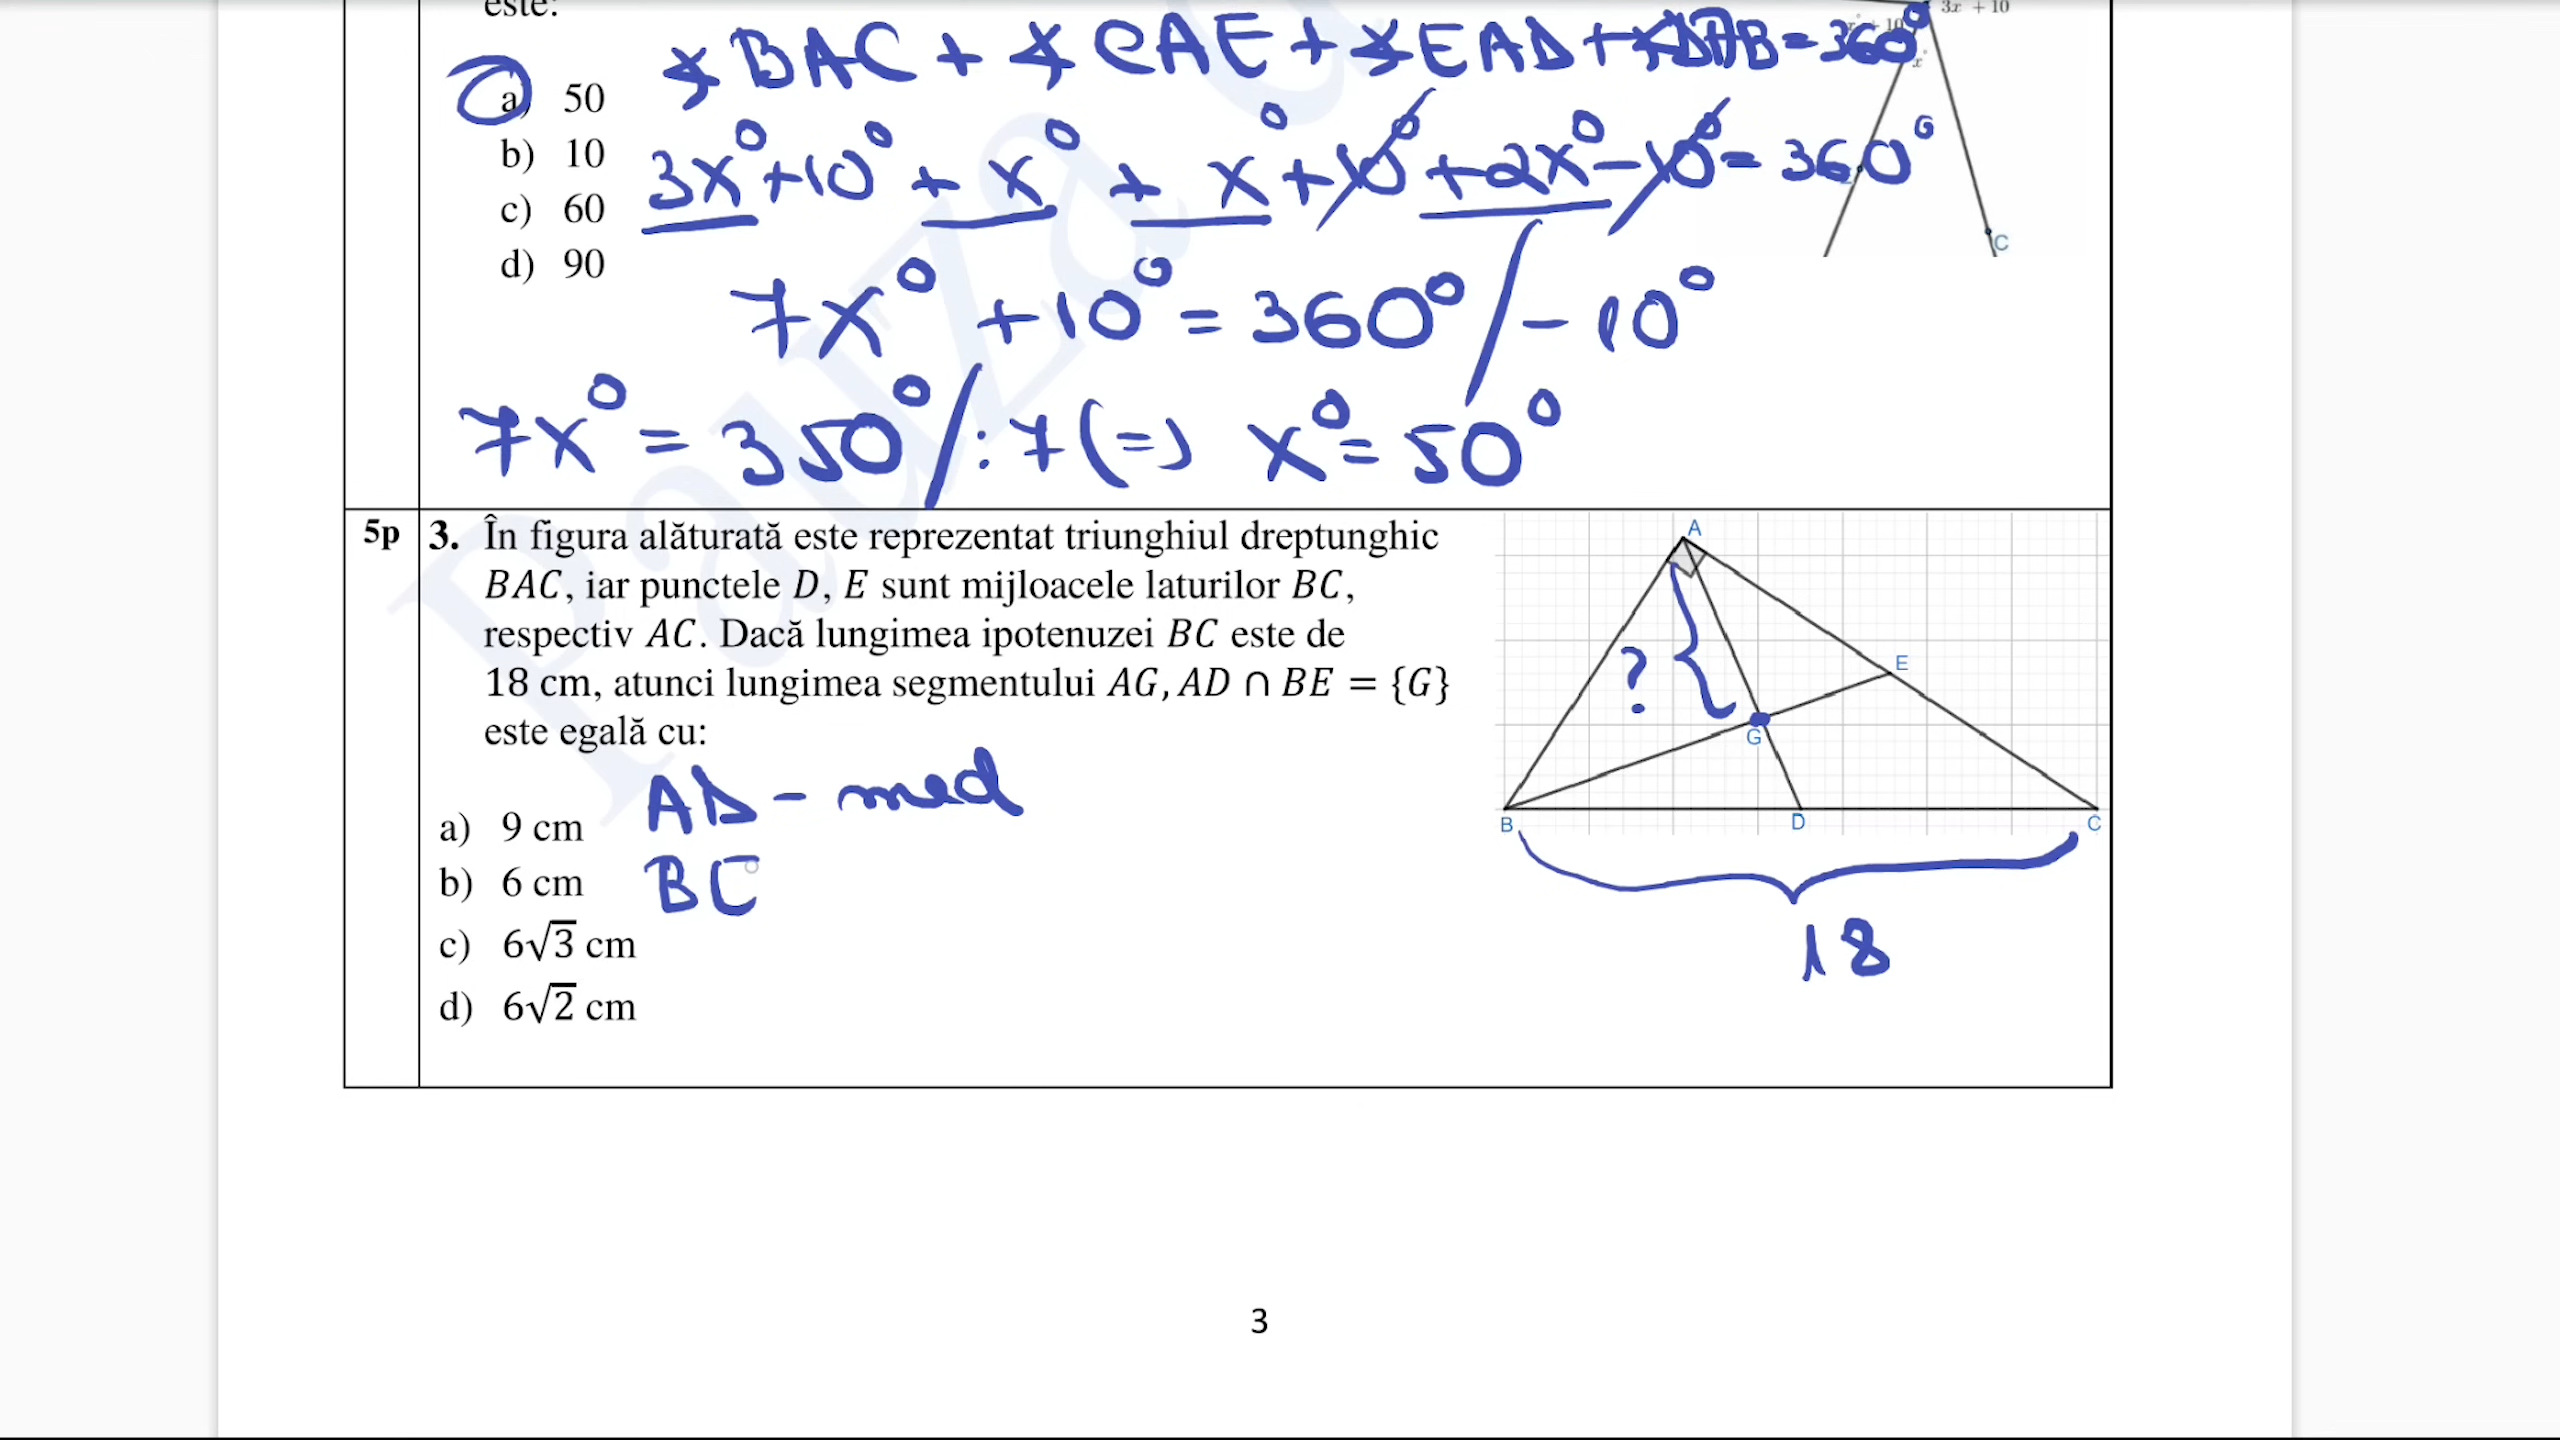 este:
3x + 10
∢BAC + ∢CAE + ∢EAD + ∢DAB = 360°
a) 50
b) 10
3x° + 10° + x° + x° + 10° + 2x° − 10° = 360°
c) 60
C
d) 90
7x° + 10° = 360° / − 10°
7x° = 350° / : 7 (=) x° = 50°
5p 3. În figura alăturată este reprezentat triunghiul dreptunghic
BAC, iar punctele D, E sunt mijloacele laturilor BC,
respectiv AC. Dacă lungimea ipotenuzei BC este de
18 cm, atunci lungimea segmentului AG, AD ∩ BE = {G}
este egală cu:
A
E
?
G
B D C
18
AD - med
a) 9 cm
BC
b) 6 cm
c) 6√3 cm
d) 6√2 cm
3